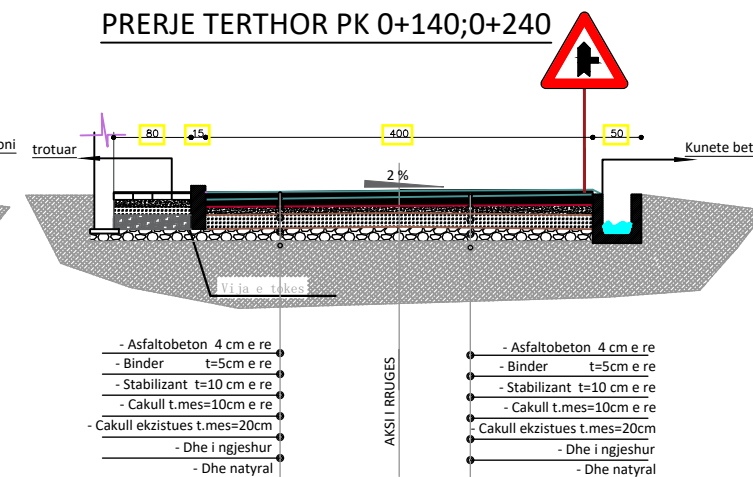 PRERJE TERTHOR PK 0+140;0+240
80 15 400 50
oni trotuar
Kunete bet
2 %
Vija e tokes
AKSI I RRUGES
- Asfaltobeton 4 cm e re
- Binder t=5cm e re
- Stabilizant t=10 cm e re
- Cakull t.mes=10cm e re
- Cakull ekzistues t.mes=20cm
- Dhe i ngjeshur
- Dhe natyral
- Asfaltobeton 4 cm e re
- Binder t=5cm e re
- Stabilizant t=10 cm e re
- Cakull t.mes=10cm e re
- Cakull ekzistues t.mes=20cm
- Dhe i ngjeshur
- Dhe natyral